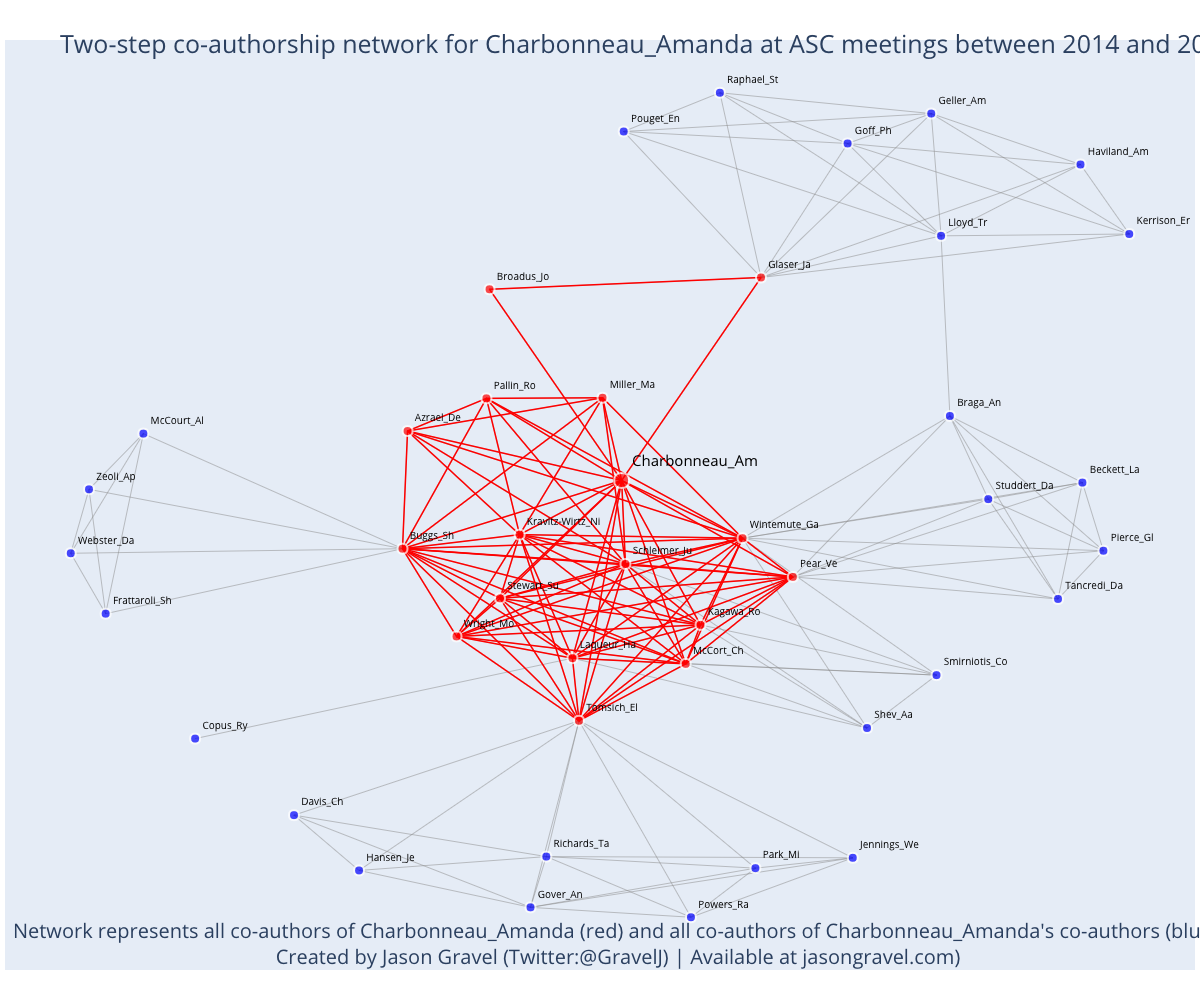 Two-step co-authorship network for Charbonneau_Amanda at ASC meetings between 2014 and 20
Raphael_St
Geller_Am
Pouget_En
Goff_Ph
Haviland_Am
Kerrison_Er
Lloyd_Tr
Glaser_Ja
Broadus_Jo
Pallin_Ro
Miller_Ma
Azrael_De
Braga_An
McCourt_Al
Charbonneau_Am
Beckett_La
Zeoli_Ap
Studdert_Da
Kravitz-Wirtz_Ni
Wintemute_Ga
Buggs_Sh
Webster_Da
Pierce_Gl
Schleimer_Ju
Pear_Ve
Stewart_Su
Tancredi_Da
Frattaroli_Sh
Kagawa_Ro
Wright_Mo
Laqueur_Ha
McCort_Ch
Smirniotis_Co
Tomsich_El
Shev_Aa
Copus_Ry
Davis_Ch
Richards_Ta
Jennings_We
Hansen_Je
Park_Mi
Gover_An
Powers_Ra
Network represents all co-authors of Charbonneau_Amanda (red) and all co-authors of Charbonneau_Amanda's co-authors (blu
Created by Jason Gravel (Twitter:@GravelJ) | Available at jasongravel.com)